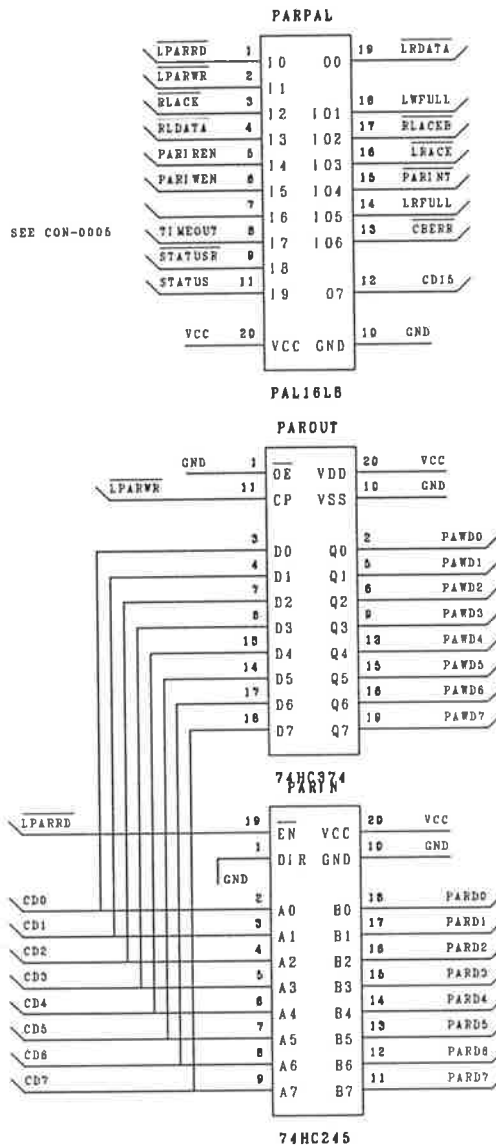 PARPAL
LPARRD 1 I0 O0 19 LRDATA
LPARWR 2 I1
RLACK 3 I2 IO1 18 LWFULL
RLDATA 4 I3 IO2 17 RLACKB
PARIREN 5 I4 IO3 16 LRACK
PARIWEN 6 I5 IO4 15 PARINT
7 I6 IO5 14 LRFULL
SEE CON-0005 TIMEOUT 8 I7 IO6 13 CBERR
STATUSR 9 I8
STATUS 11 I9 O7 12 CD15
VCC 20 VCC GND 10 GND
PAL16L8
PAROUT
GND 1 OE VDD 20 VCC
LPARWR 11 CP VSS 10 GND
3 D0 Q0 2 PAWD0
4 D1 Q1 5 PAWD1
7 D2 Q2 6 PAWD2
8 D3 Q3 9 PAWD3
13 D4 Q4 12 PAWD4
14 D5 Q5 15 PAWD5
17 D6 Q6 16 PAWD6
18 D7 Q7 19 PAWD7
74HC374
PARIN
LPARRD 19 EN VCC 20 VCC
1 DIR GND 10 GND
GND
CD0 2 A0 B0 18 PARD0
CD1 3 A1 B1 17 PARD1
CD2 4 A2 B2 16 PARD2
CD3 5 A3 B3 15 PARD3
CD4 6 A4 B4 14 PARD4
CD5 7 A5 B5 13 PARD5
CD6 8 A6 B6 12 PARD6
CD7 9 A7 B7 11 PARD7
74HC245